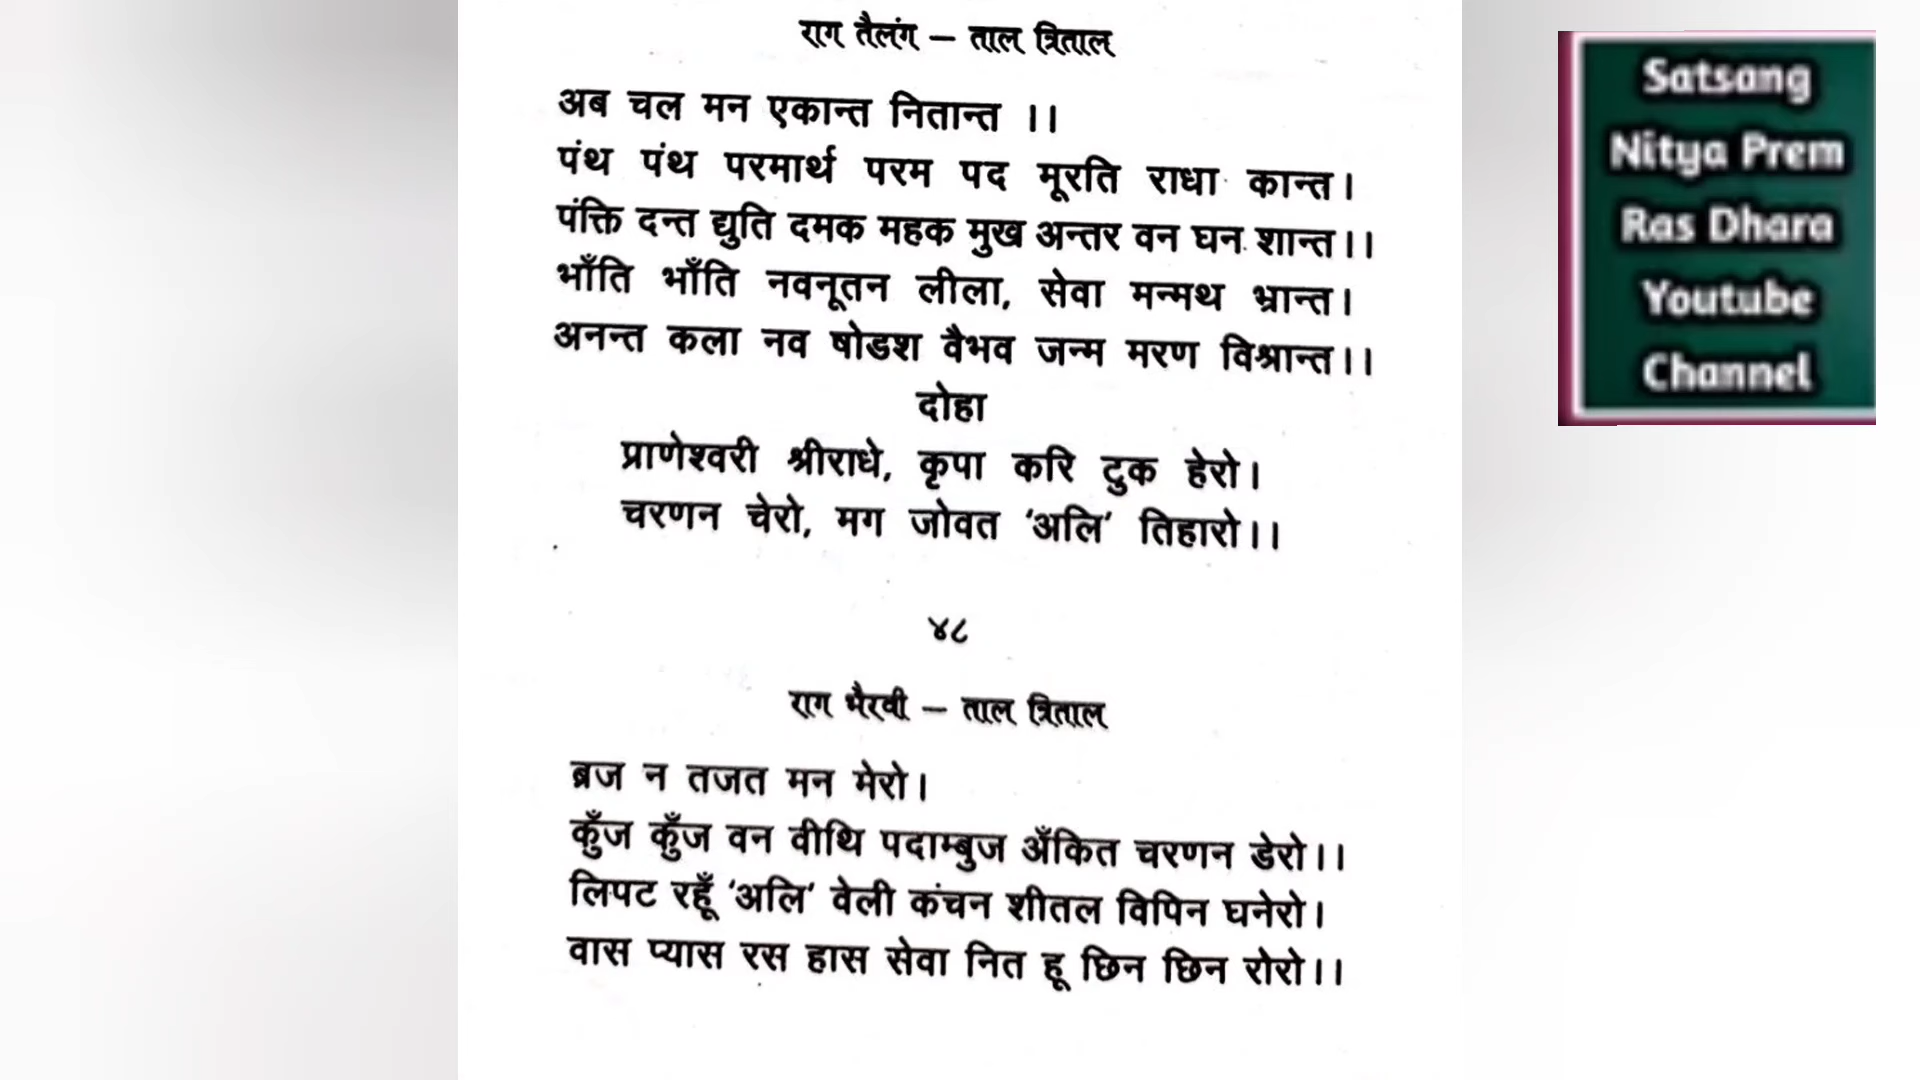 राग तैलंग – ताल त्रिताल
अब चल मन एकान्त नितान्त ।।
पंथ पंथ परमार्थ परम पद मूरति राधा कान्त।
पंक्ति दन्त द्युति दमक महक मुख अन्तर वन घन शान्त।।
भाँति भाँति नवनूतन लीला, सेवा मन्मथ भ्रान्त।
अनन्त कला नव षोडश वैभव जन्म मरण विश्रान्त।।
दोहा
प्राणेश्वरी श्रीराधे, कृपा करि टुक हेरो।
चरणन चेरो, मग जोवत ‘अलि’ तिहारो।।
४८
राग भैरवी – ताल त्रिताल
ब्रज न तजत मन मेरो।
कुँज कुँज वन वीथि पदाम्बुज अँकित चरणन डेरो।।
लिपट रहूँ ‘अलि’ वेली कंचन शीतल विपिन घनेरो।
वास प्यास रस हास सेवा नित हू छिन छिन रोरो।।
Satsang
Nitya Prem
Ras Dhara
Youtube
Channel